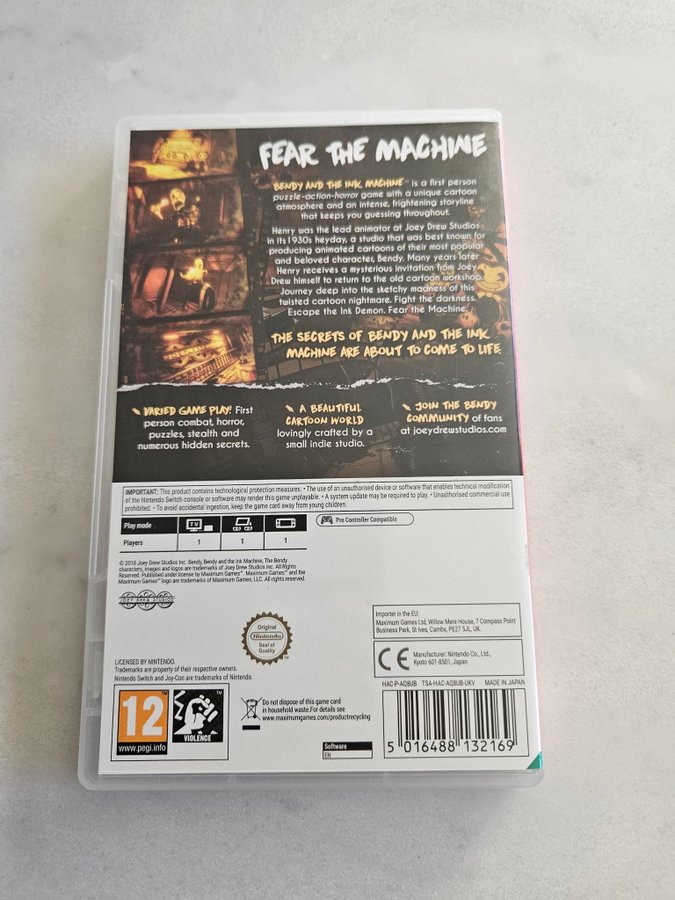 FEAR THE MACHINE
BENDY AND THE INK MACHINE™ is a first person
puzzle-action-horror game with a unique cartoon
atmosphere and an intense, frightening storyline
that keeps you guessing throughout.
Henry was the lead animator at Joey Drew Studios
in its 1930s heyday, a studio that was best known for
producing animated cartoons of their most popular
and beloved character, Bendy. Many years later
Henry receives a mysterious invitation from Joey
Drew himself to return to the old cartoon workshop.
Journey deep into the sketchy madness of this
twisted cartoon nightmare. Fight the darkness.
Escape the Ink Demon. Fear the Machine.
THE SECRETS OF BENDY AND THE INK
MACHINE ARE ABOUT TO COME TO LIFE
VARIED GAME PLAY! First
person combat, horror,
puzzles, stealth and
numerous hidden secrets.
A BEAUTIFUL
CARTOON WORLD
lovingly crafted by a
small indie studio.
JOIN THE BENDY
COMMUNITY of fans
at joeydrewstudios.com
IMPORTANT: This product contains technological protection measures. • The use of an unauthorised device or software that enables technical modification
of the Nintendo Switch console or software may render this game unplayable. • A system update may be required to play. • Unauthorised commercial use
prohibited. • To avoid accidental ingestion, keep the game card away from young children.
Play mode TV
Pro Controller Compatible
Players 1 1 1
© 2018 Joey Drew Studios Inc. Bendy, Bendy and the Ink Machine, The Bendy
characters, images and logos are trademarks of Joey Drew Studios Inc. All Rights
Reserved. Published under license by Maximum Games™. Maximum Games™ and the
Maximum Games™ logo are trademarks of Maximum Games, LLC. All rights reserved.
JOEY DREW STUDIOS
Original
Nintendo
Seal of
Quality
TM
Importer in the EU:
Maximum Games Ltd, Willow Mere House, 7 Compass Point
Business Park, St Ives, Cambs, PE27 5JL, UK.
CE
Manufacturer: Nintendo Co., Ltd.,
Kyoto 601-8501, Japan
LICENSED BY NINTENDO.
Trademarks are property of their respective owners.
Nintendo Switch and Joy-Con are trademarks of Nintendo.
HAC-P-AQBUB TSA-HAC-AQBUB-UKV MADE IN JAPAN
12
www.pegi.info
VIOLENCE
Do not dispose of this game card
in household waste. For details see
www.maximumgames.com/productrecycling
Software
EN
5 016488 132169